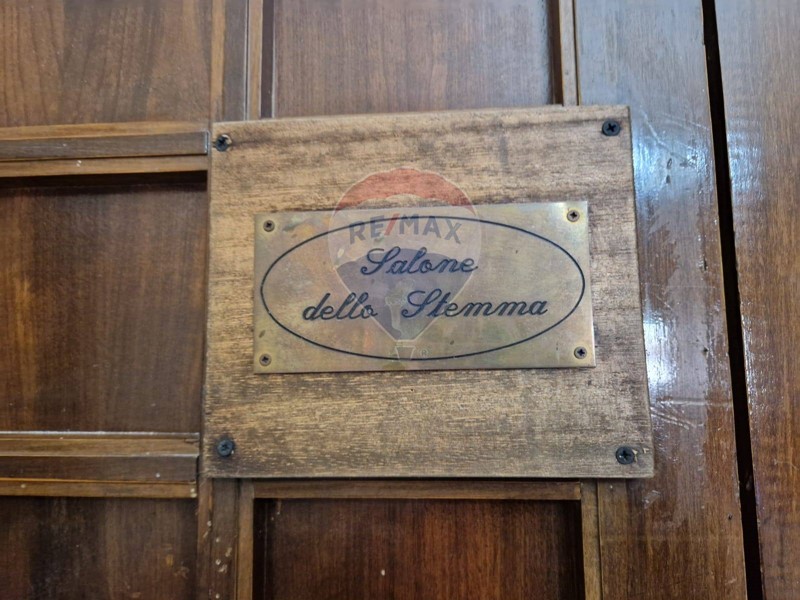 RE/MAX
Salone
dello Stemma